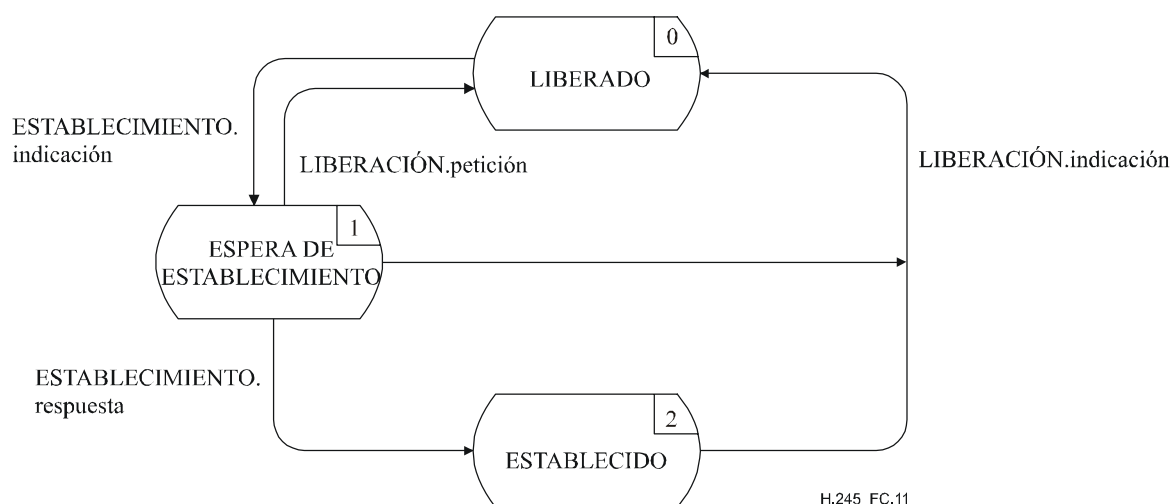 0
LIBERADO
ESTABLECIMIENTO.
indicación
LIBERACIÓN.petición
LIBERACIÓN.indicación
1
ESPERA DE
ESTABLECIMIENTO
ESTABLECIMIENTO.
respuesta
2
ESTABLECIDO
H.245_FC.11